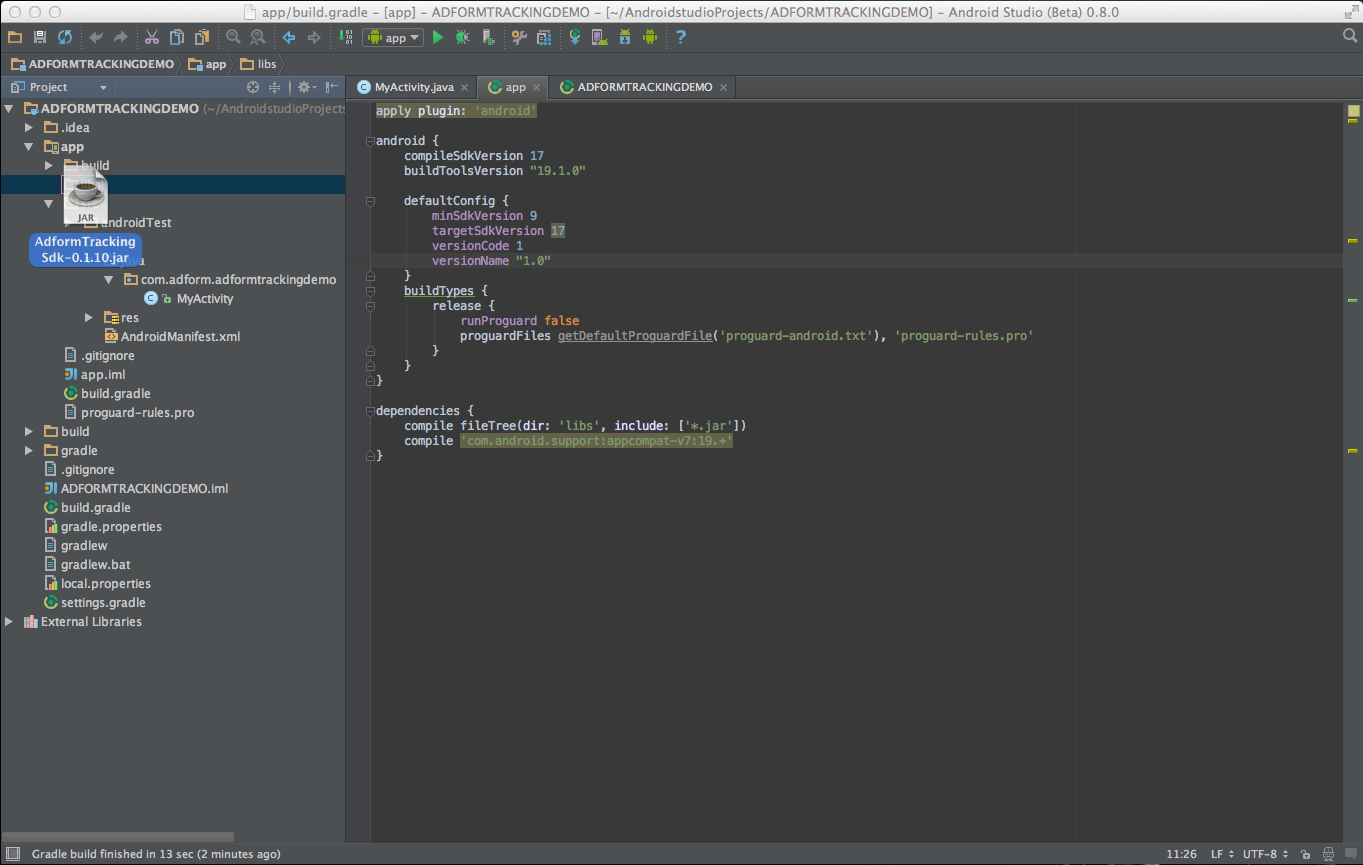 app/build.gradle – [app] – ADFORMTRACKINGDEMO – [~/AndroidstudioProjects/ADFORMTRACKINGDEMO] – Android Studio (Beta) 0.8.0
app
ADFORMTRACKINGDEMO app libs
Project
MyActivity.java app ADFORMTRACKINGDEMO
ADFORMTRACKINGDEMO (~/AndroidstudioProjects
.idea
app
build
JAR
androidTest
AdformTracking
Sdk-0.1.10.jar
com.adform.adformtrackingdemo
MyActivity
res
AndroidManifest.xml
.gitignore
app.iml
build.gradle
proguard-rules.pro
build
gradle
.gitignore
ADFORMTRACKINGDEMO.iml
build.gradle
gradle.properties
gradlew
gradlew.bat
local.properties
settings.gradle
External Libraries
apply plugin: 'android'
android {
compileSdkVersion 17
buildToolsVersion "19.1.0"
defaultConfig {
minSdkVersion 9
targetSdkVersion 17
versionCode 1
versionName "1.0"
}
buildTypes {
release {
runProguard false
proguardFiles getDefaultProguardFile('proguard-android.txt'), 'proguard-rules.pro'
}
}
}
dependencies {
compile fileTree(dir: 'libs', include: ['*.jar'])
compile 'com.android.support:appcompat-v7:19.+'
}
Gradle build finished in 13 sec (2 minutes ago)
11:26 LF UTF-8